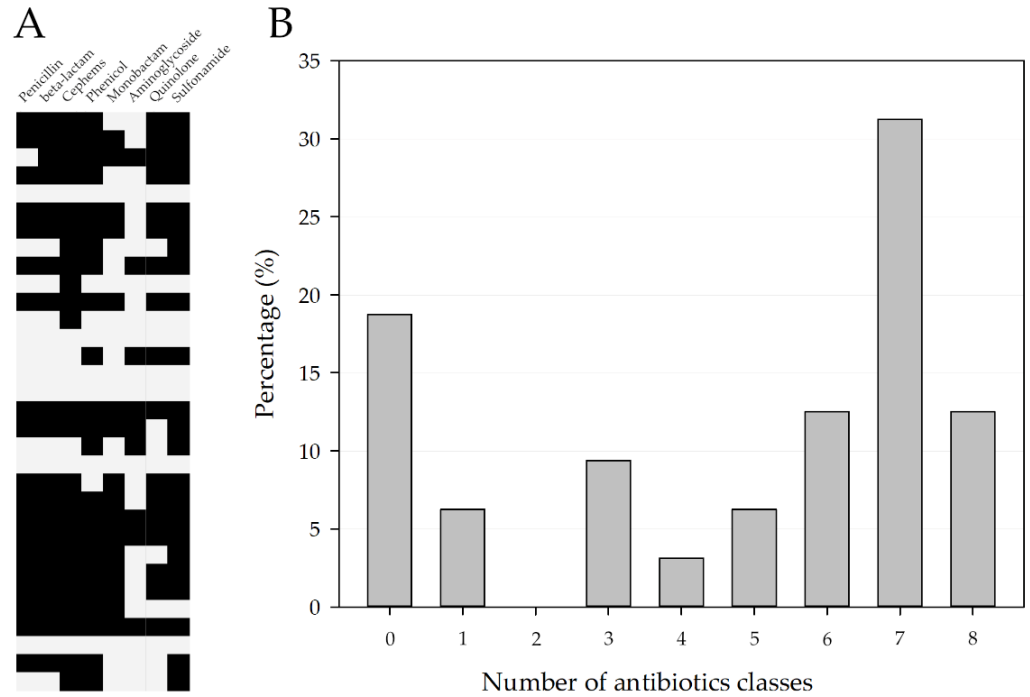 A
B
Penicillin
beta-lactam
Cephems
Phenicol
Monobactam
Aminoglycoside
Quinolone
Sulfonamide
35
30
25
20
15
10
5
0
Percentage (%)
0 1 2 3 4 5 6 7 8
Number of antibiotics classes